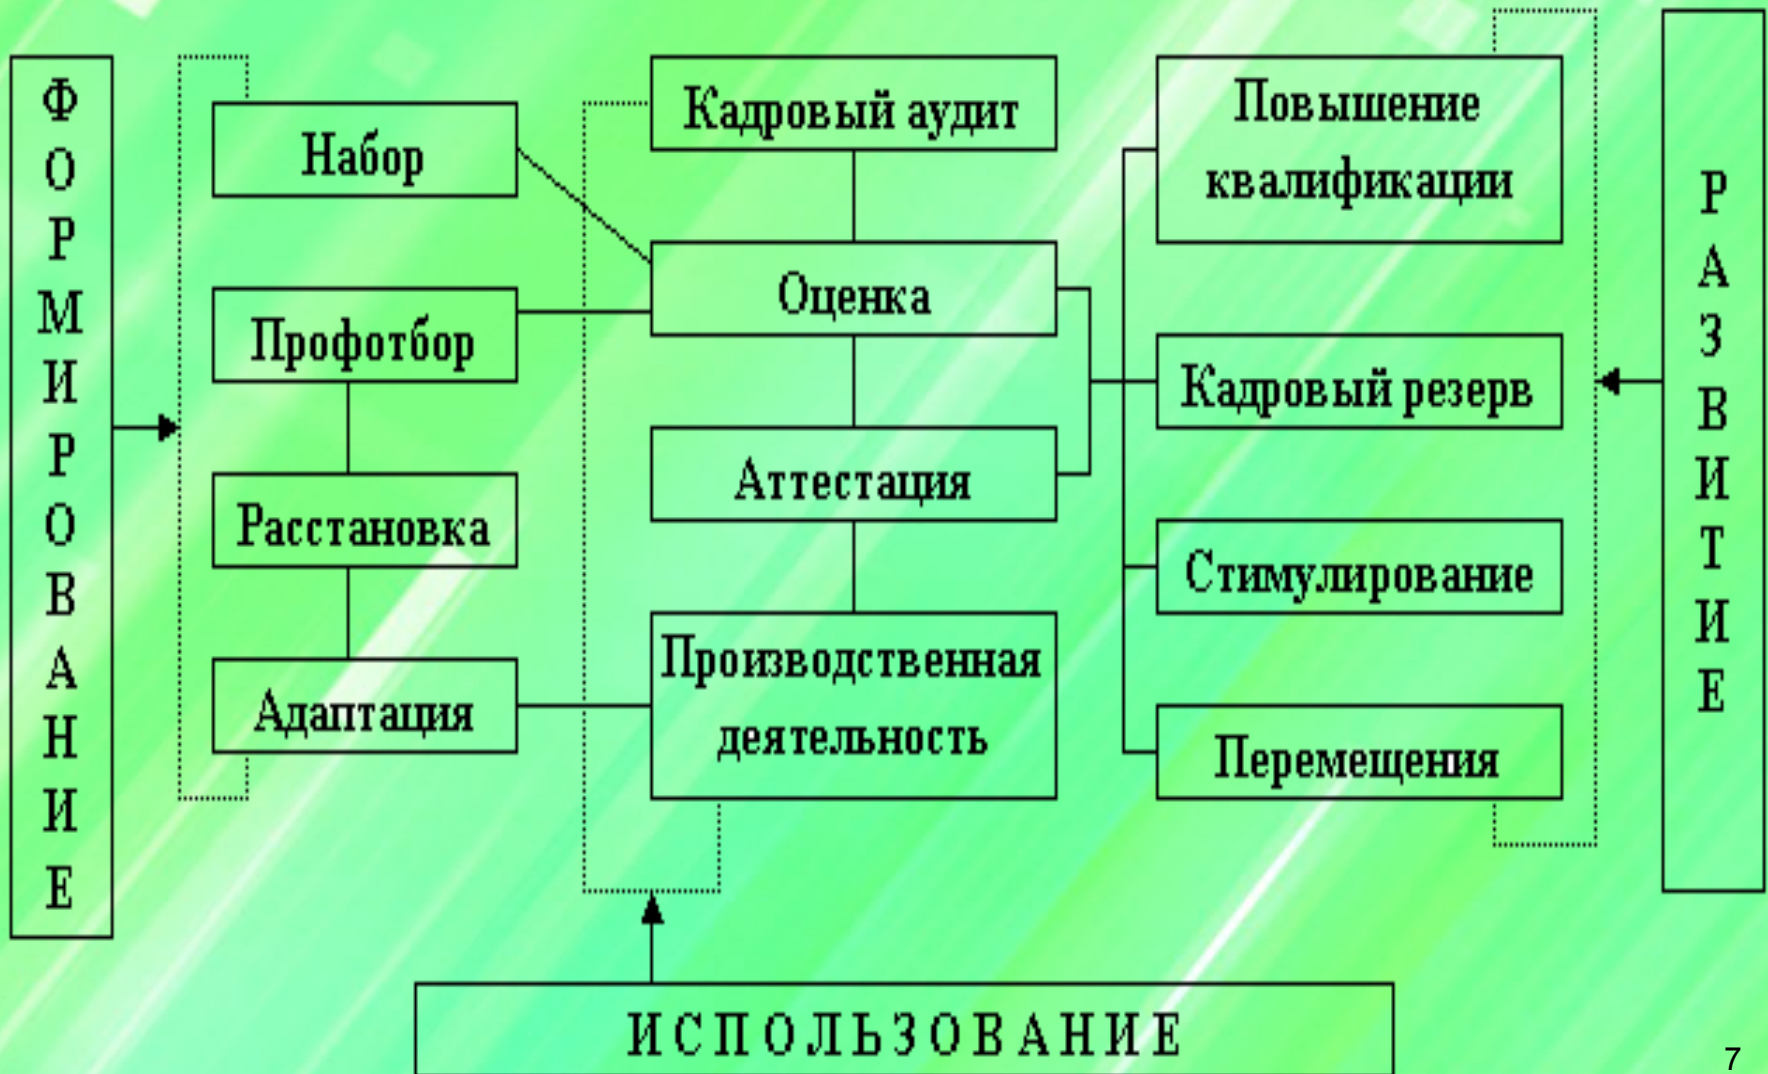 ФОРМИРОВАНИЕ
Набор
Профотбор
Расстановка
Адаптация
Кадровый аудит
Оценка
Аттестация
Производственная
деятельность
Повышение
квалификации
Кадровый резерв
Стимулирование
Перемещения
РАЗВИТИЕ
ИСПОЛЬЗОВАНИЕ
7